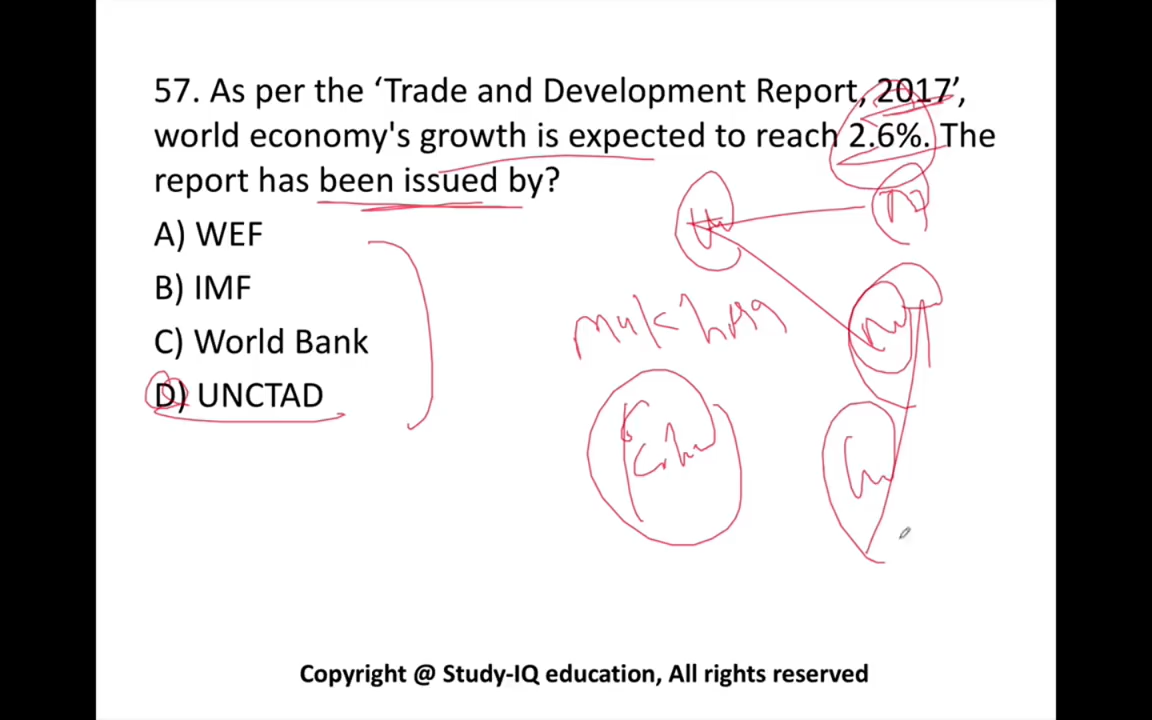 57. As per the ‘Trade and Development Report, 2017’,
world economy's growth is expected to reach 2.6%. The
report has been issued by?
A) WEF
B) IMF
C) World Bank
D) UNCTAD
Copyright @ Study-IQ education, All rights reserved